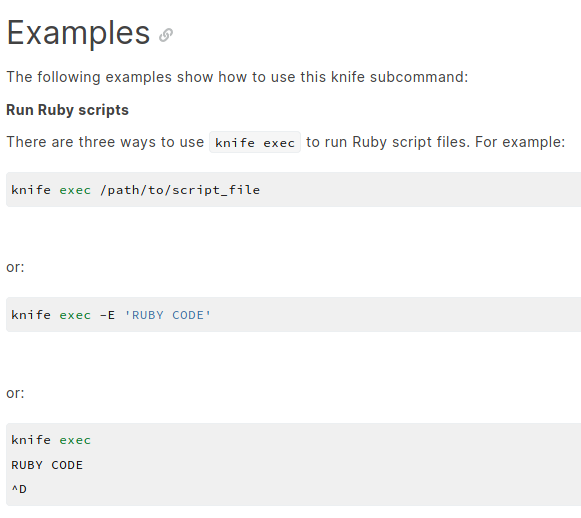 Examples
The following examples show how to use this knife subcommand:
Run Ruby scripts
There are three ways to use knife exec to run Ruby script files. For example:
knife exec /path/to/script_file
or:
knife exec -E 'RUBY CODE'
or:
knife exec
RUBY CODE
^D